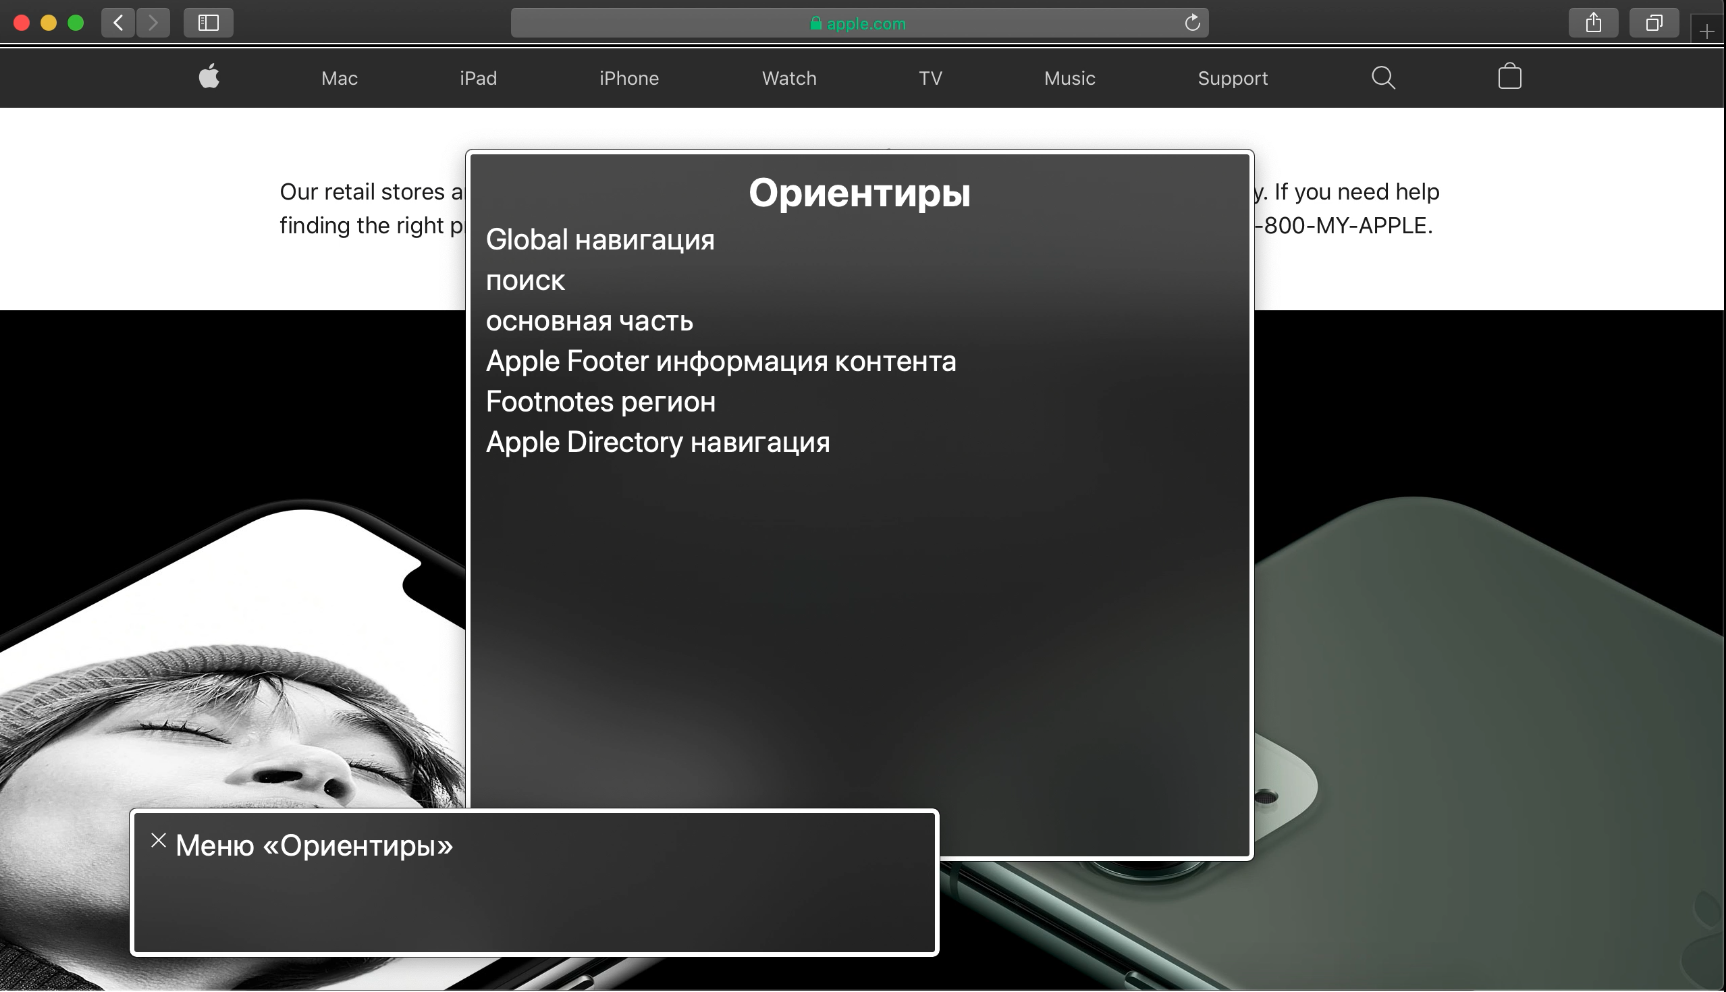 apple.com
Mac iPad iPhone Watch TV Music Support
Our retail stores a
y. If you need help
finding the right p
-800-MY-APPLE.
Ориентиры
Global навигация
поиск
основная часть
Apple Footer информация контента
Footnotes регион
Apple Directory навигация
Меню «Ориентиры»